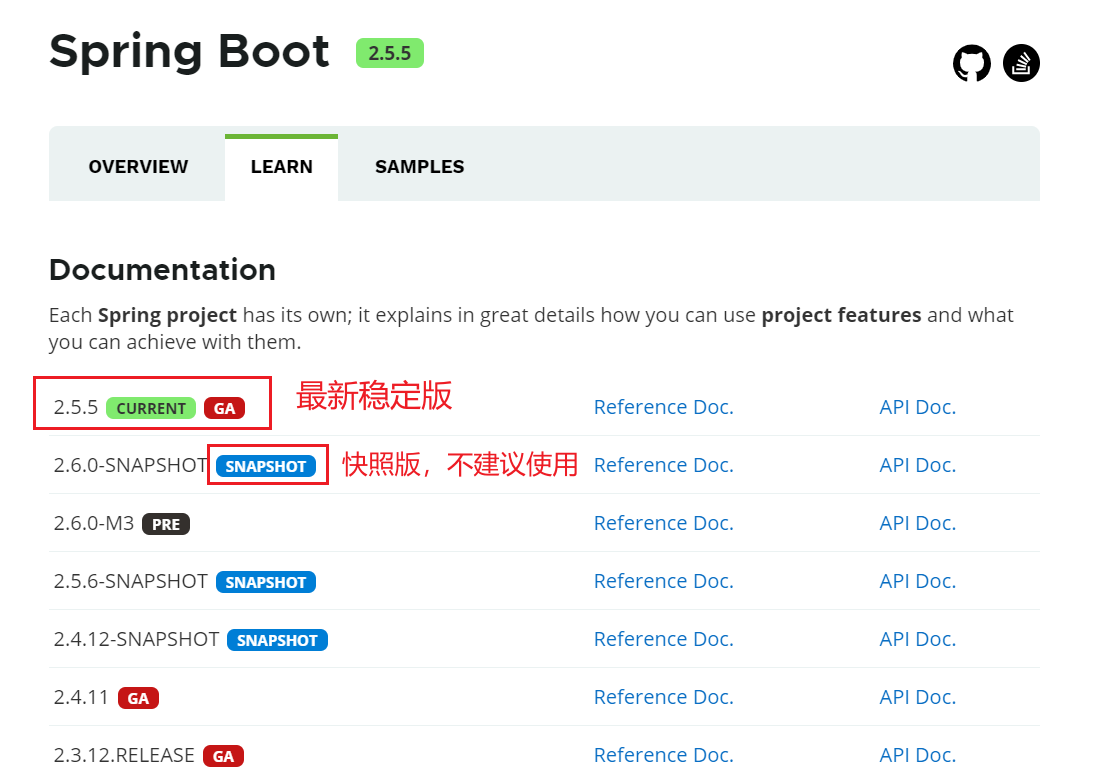 Spring Boot 2.5.5
OVERVIEW LEARN SAMPLES
Documentation
Each Spring project has its own; it explains in great details how you can use project features and what
you can achieve with them.
2.5.5 CURRENT GA 最新稳定版 Reference Doc. API Doc.
2.6.0-SNAPSHOT SNAPSHOT 快照版，不建议使用 Reference Doc. API Doc.
2.6.0-M3 PRE Reference Doc. API Doc.
2.5.6-SNAPSHOT SNAPSHOT Reference Doc. API Doc.
2.4.12-SNAPSHOT SNAPSHOT Reference Doc. API Doc.
2.4.11 GA Reference Doc. API Doc.
2.3.12.RELEASE GA Reference Doc. API Doc.